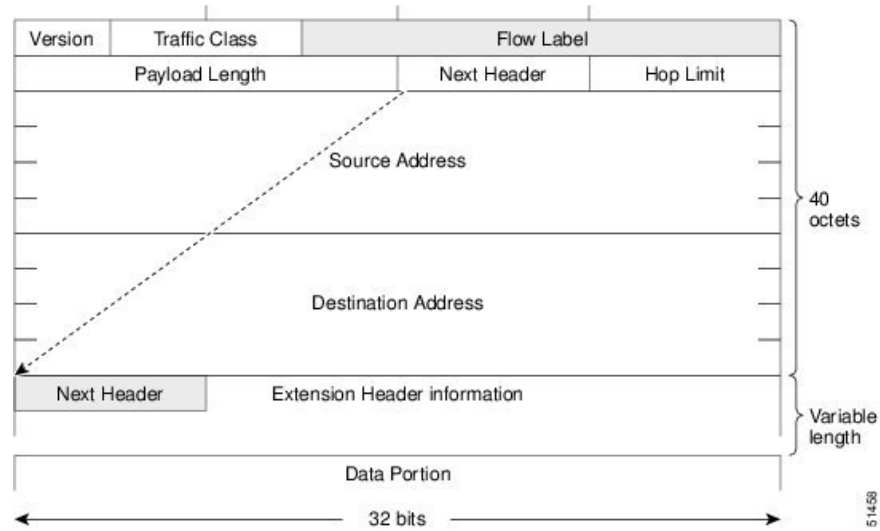 Version Traffic Class Flow Label
Payload Length Next Header Hop Limit
Source Address
40
octets
Destination Address
Next Header Extension Header information
Variable
length
Data Portion
32 bits
51458